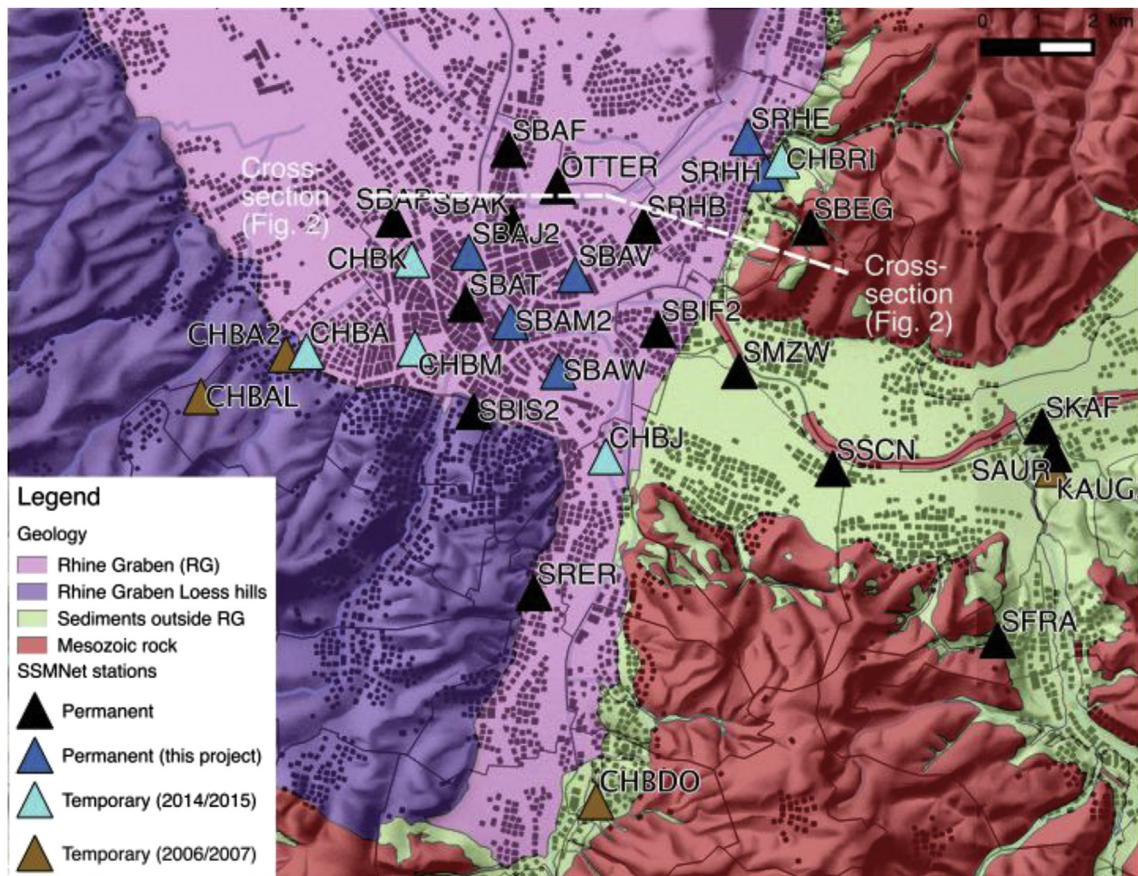 0 1 2 km
SRHE
SBAF
CHBRI
OTTER
SRHH
Cross-
section
(Fig. 2)
SBAP
SBAK
SRHB
SBEG
SBAJ2
CHBK
SBAV
Cross-
section
(Fig. 2)
SBAT
SBIF2
SBAM2
CHBA2
CHBA
CHBM
SMZW
SBAW
CHBAL
SBIS2
SKAF
CHBJ
SSCN
SAUR
KAUG
SRER
SFRA
CHBDO
Legend
Geology
Rhine Graben (RG)
Rhine Graben Loess hills
Sediments outside RG
Mesozoic rock
SSMNet stations
Permanent
Permanent (this project)
Temporary (2014/2015)
Temporary (2006/2007)